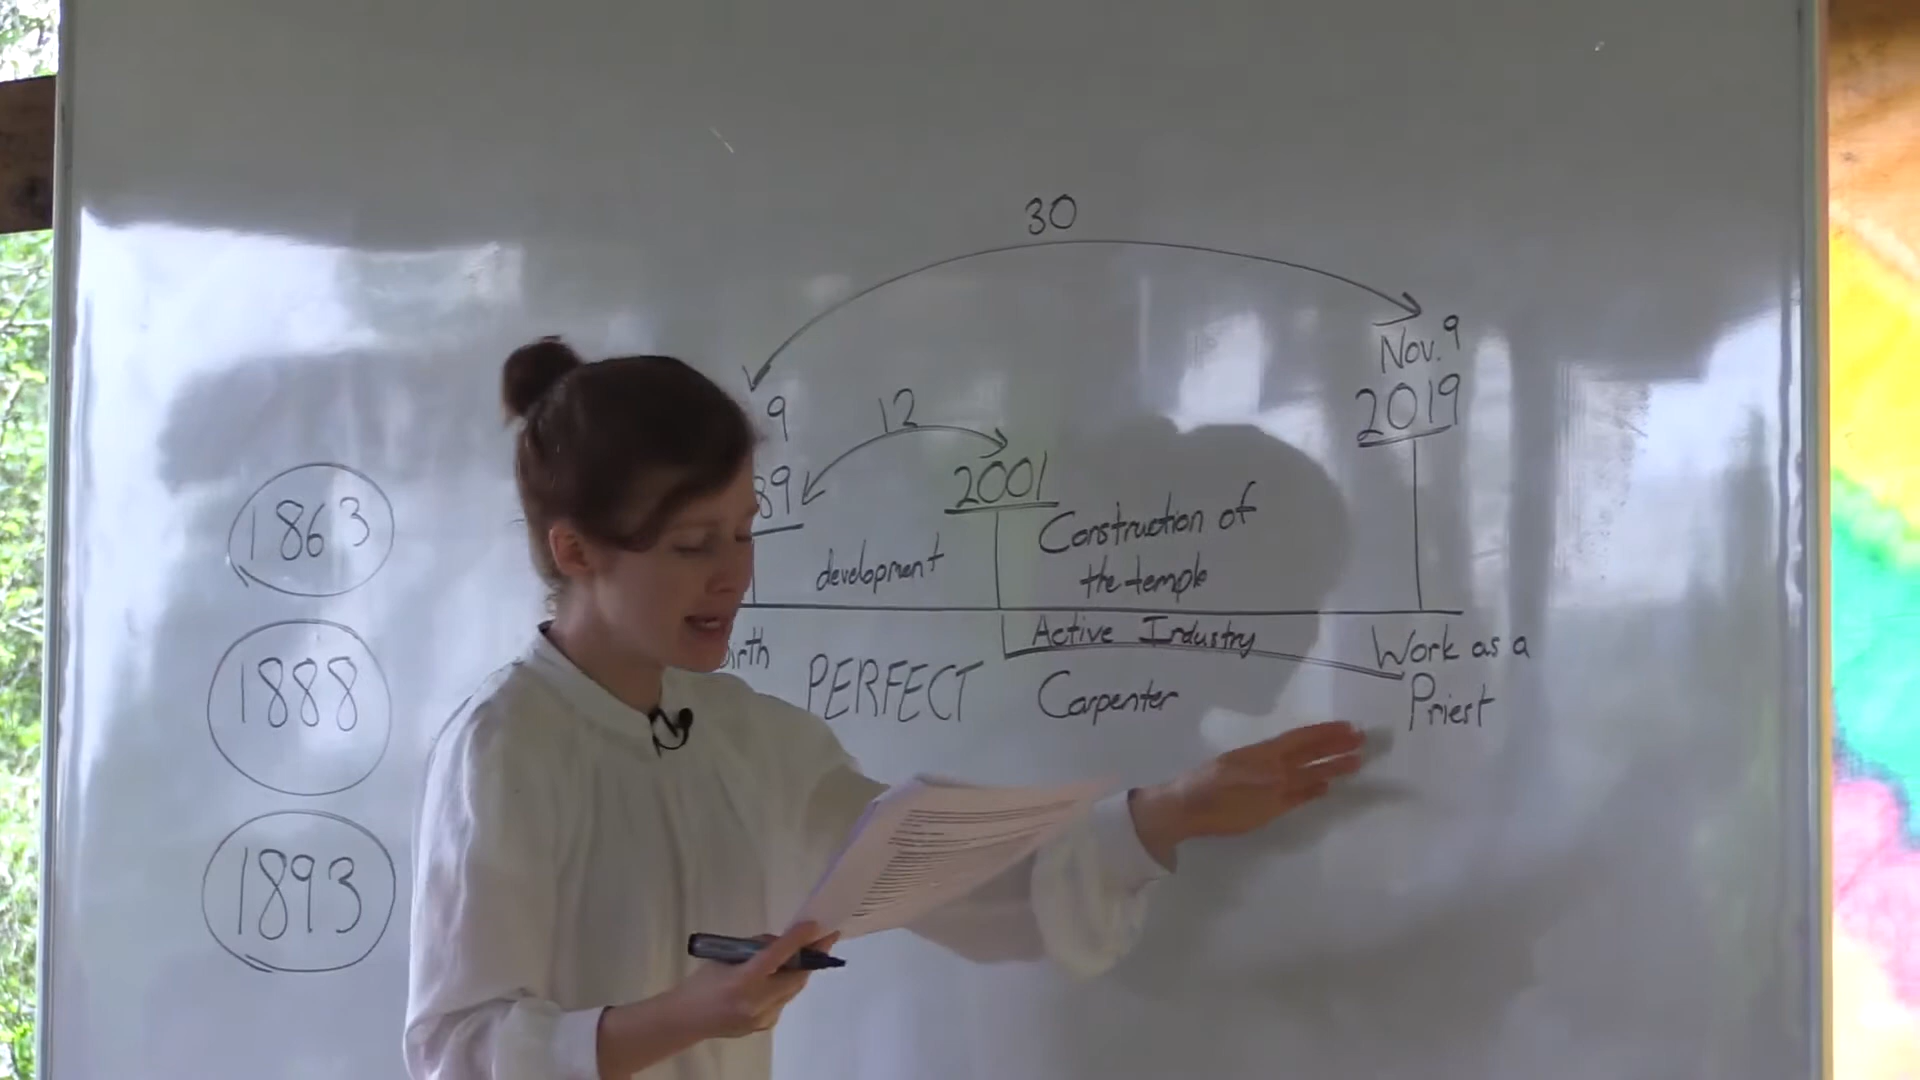 30
Nov. 9
2019
9
12
89
2001
Construction of
the temple
development
1863
1888
1893
irth
PERFECT
Active Industry
Carpenter
Work as a
Priest